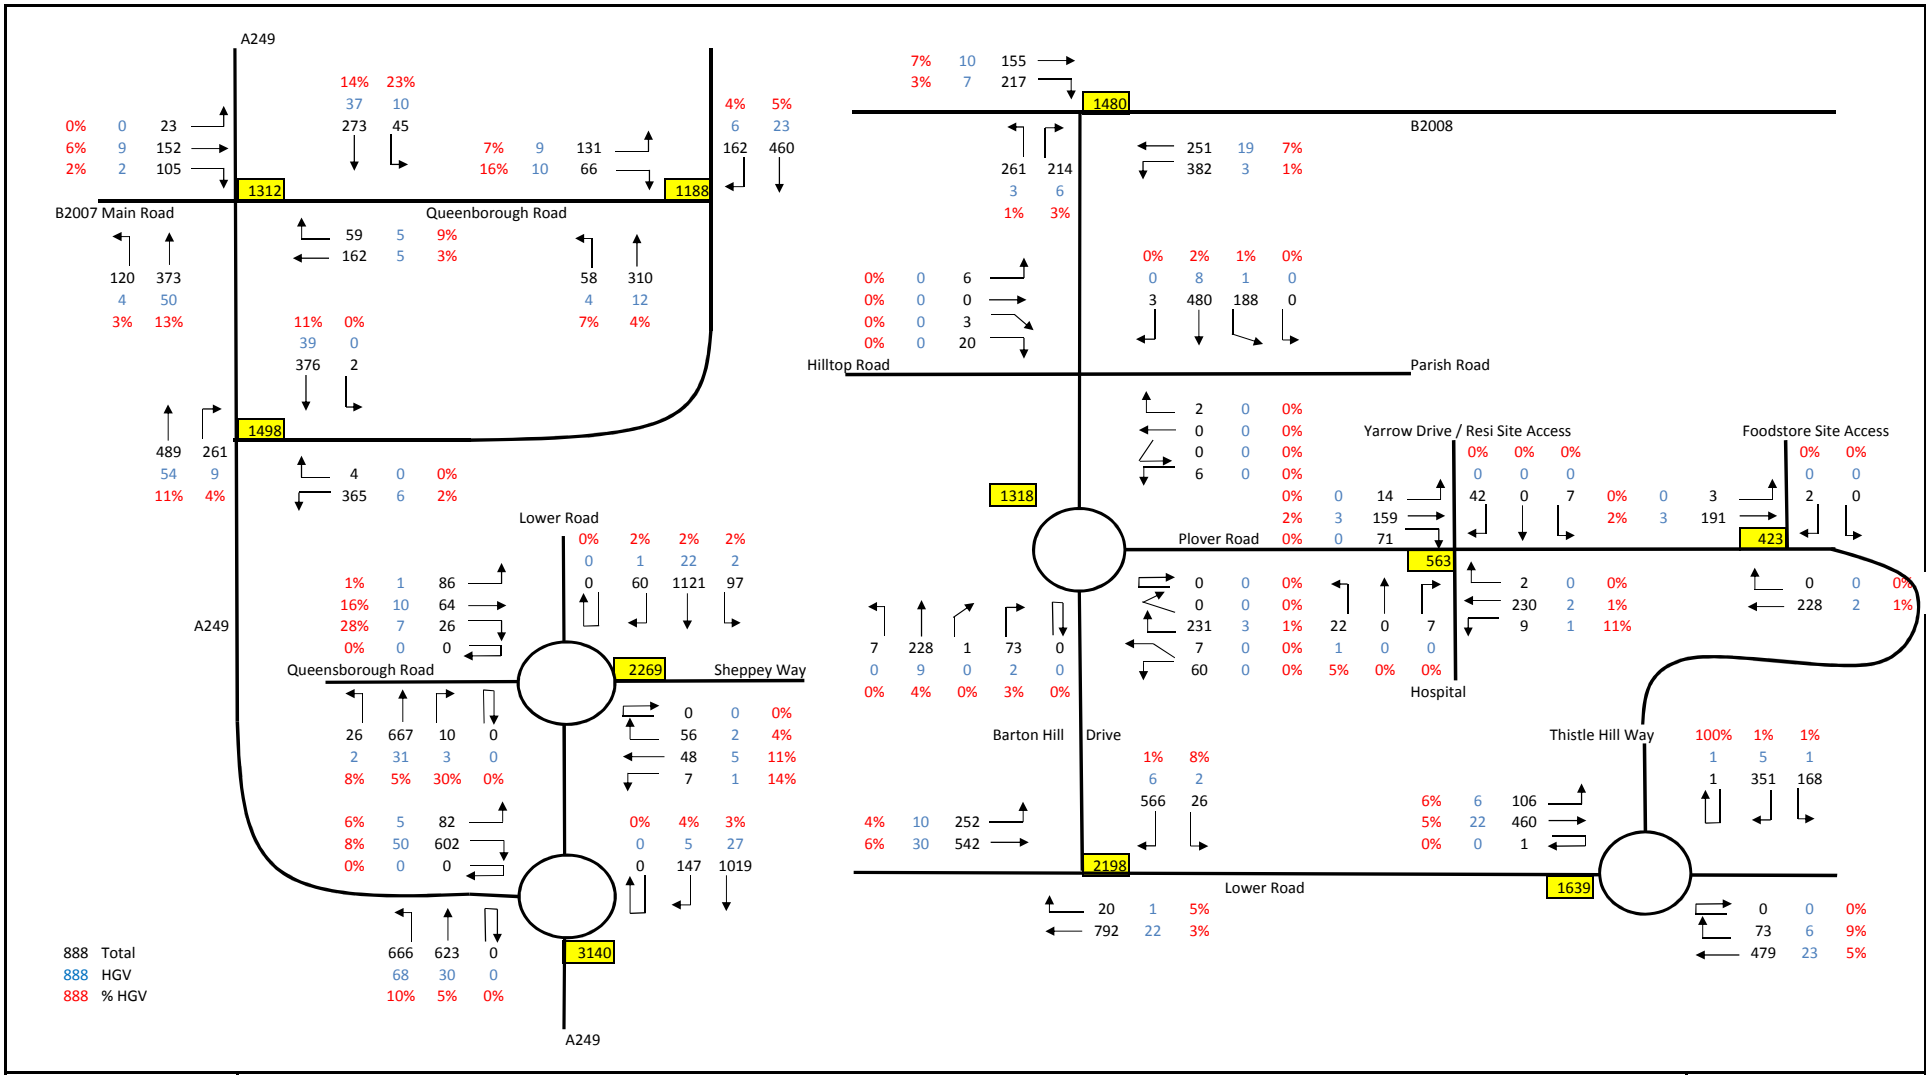 A249
7% 10 155
3% 7 217
14% 23%
37 10
273 45
4% 5%
6 23
162 460
1480
0% 0 23
6% 9 152
2% 2 105
7% 9 131
16% 10 66
B2008
251 19 7%
382 3 1%
261 214
3 6
1% 3%
1312
1188
B2007 Main Road
Queenborough Road
59 5 9%
162 5 3%
120 373
4 50
3% 13%
58 310
4 12
7% 4%
0% 0 6
0% 0 0
0% 0 3
0% 0 20
0% 2% 1% 0%
0 8 1 0
3 480 188 0
11% 0%
39 0
376 2
Hilltop Road
Parish Road
1498
489 261
54 9
11% 4%
4 0 0%
365 6 2%
2 0 0%
0 0 0%
0 0 0%
6 0 0%
Yarrow Drive / Resi Site Access
Foodstore Site Access
0% 0% 0%
0 0 0
42 0 7
0% 0%
0 0
2 0
1318
0% 0 14
2% 3 159
0% 0 71
0% 0 3
2% 3 191
Lower Road
0% 2% 2% 2%
0 1 22 2
0 60 1121 97
Plover Road
563
423
1% 1 86
16% 10 64
28% 7 26
0% 0 0
A249
0 0 0%
0 0 0%
231 3 1%
7 0 0%
60 0 0%
22 0 7
1 0 0
5% 0% 0%
2 0 0%
230 2 1%
9 1 11%
0 0 0%
228 2 1%
7 228 1 73 0
0 9 0 2 0
0% 4% 0% 3% 0%
Queensborough Road
2269
Sheppey Way
Hospital
26 667 10 0
2 31 3 0
8% 5% 30% 0%
0 0 0%
56 2 4%
48 5 11%
7 1 14%
Barton Hill Drive
Thistle Hill Way
100% 1% 1%
1 5 1
1 351 168
1% 8%
6 2
566 26
6% 5 82
8% 50 602
0% 0 0
0% 4% 3%
0 5 27
0 147 1019
4% 10 252
6% 30 542
6% 6 106
5% 22 460
0% 0 1
2198
Lower Road
1639
20 1 5%
792 22 3%
0 0 0%
73 6 9%
479 23 5%
666 623 0
68 30 0
10% 5% 0%
3140
888 Total
888 HGV
888 % HGV
A249